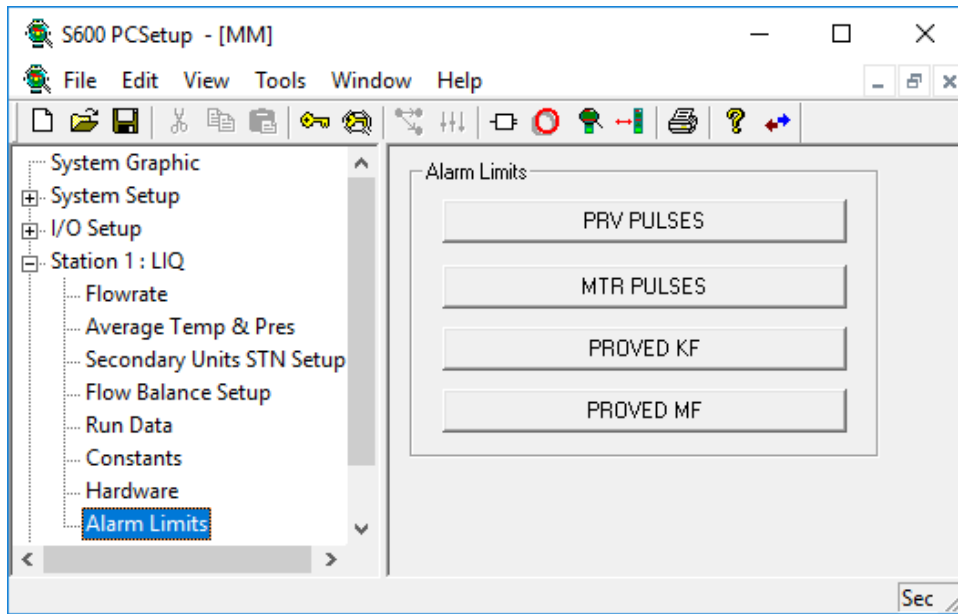 S600 PCSetup - [MM]
File Edit View Tools Window Help
System Graphic
System Setup
I/O Setup
Station 1 : LIQ
Flowrate
Average Temp & Pres
Secondary Units STN Setup
Flow Balance Setup
Run Data
Constants
Hardware
Alarm Limits
Alarm Limits
PRV PULSES
MTR PULSES
PROVED KF
PROVED MF
Sec